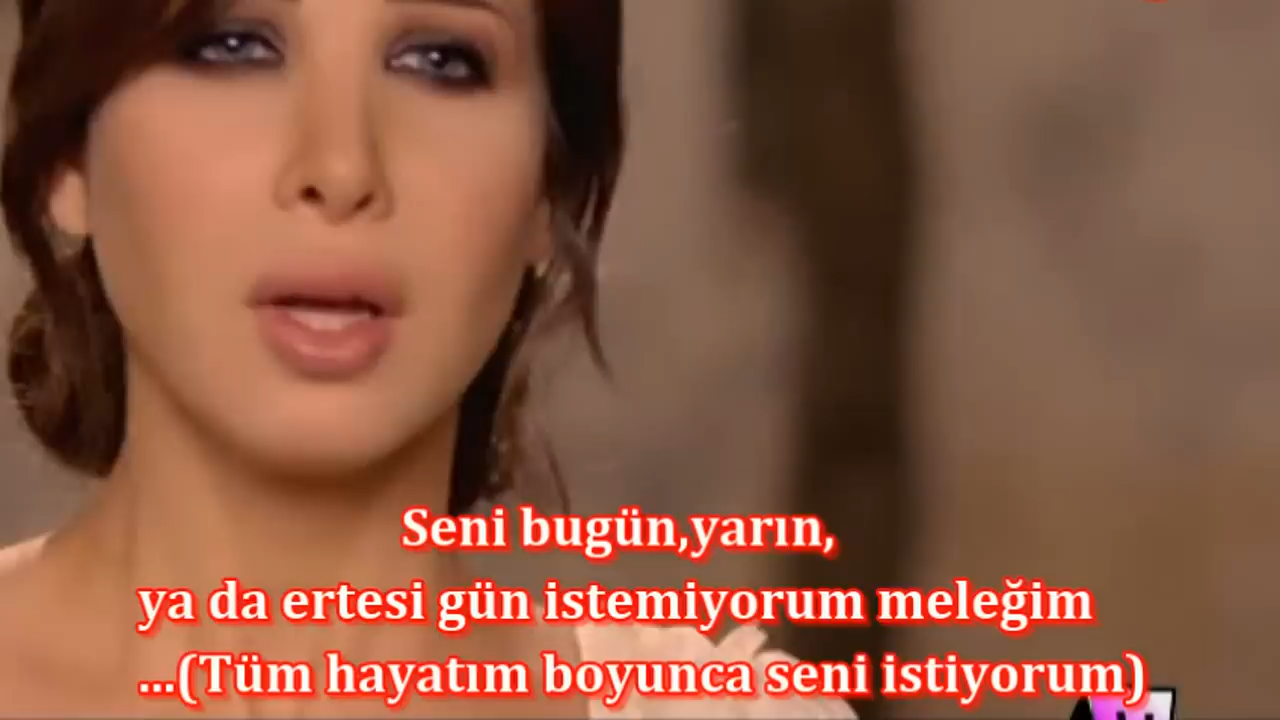 Seni bugün,yarın,
ya da ertesi gün istemiyorum meleğim
...(Tüm hayatım boyunca seni istiyorum)